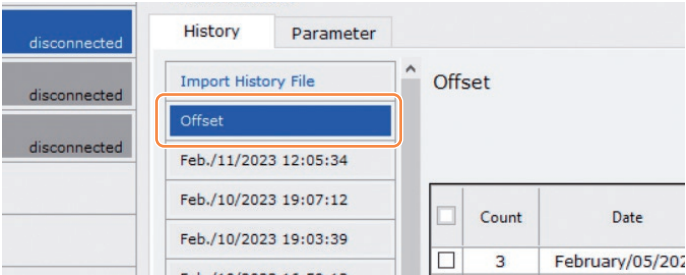 disconnected
disconnected
disconnected
History
Parameter
Import History File
Offset
Feb./11/2023 12:05:34
Feb./10/2023 19:07:12
Feb./10/2023 19:03:39
Offset
Count
Date
3
February/05/202